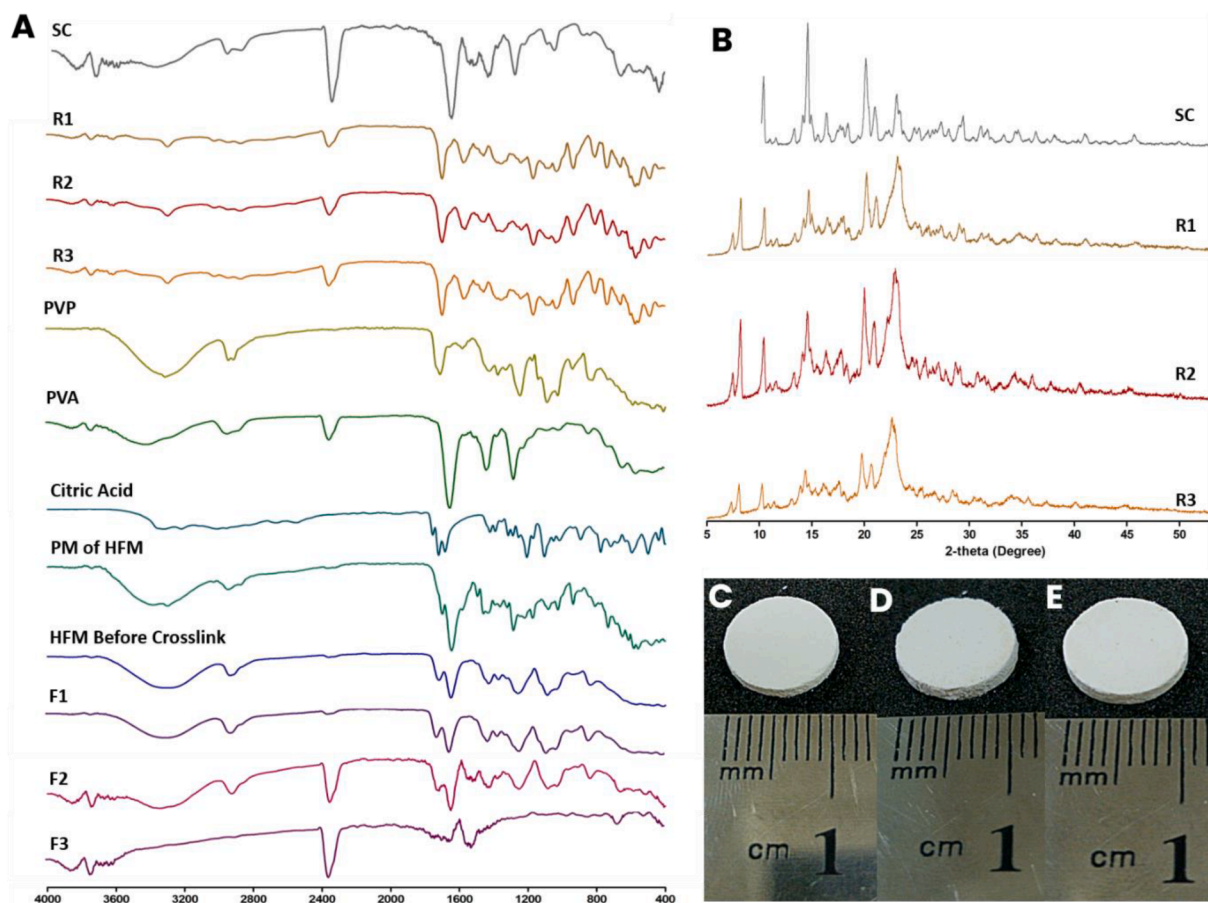 A
SC
R1
R2
R3
PVP
PVA
Citric Acid
PM of HFM
HFM Before Crosslink
F1
F2
F3
4000 3600 2800 2400 2000 1600 1200 800 400
B
SC
R1
R2
R3
5 10 15 20 25 30 35 40 45 50
2-theta (Degree)
C
mm
cm 1
D
mm
cm 1
E
mm
cm 1